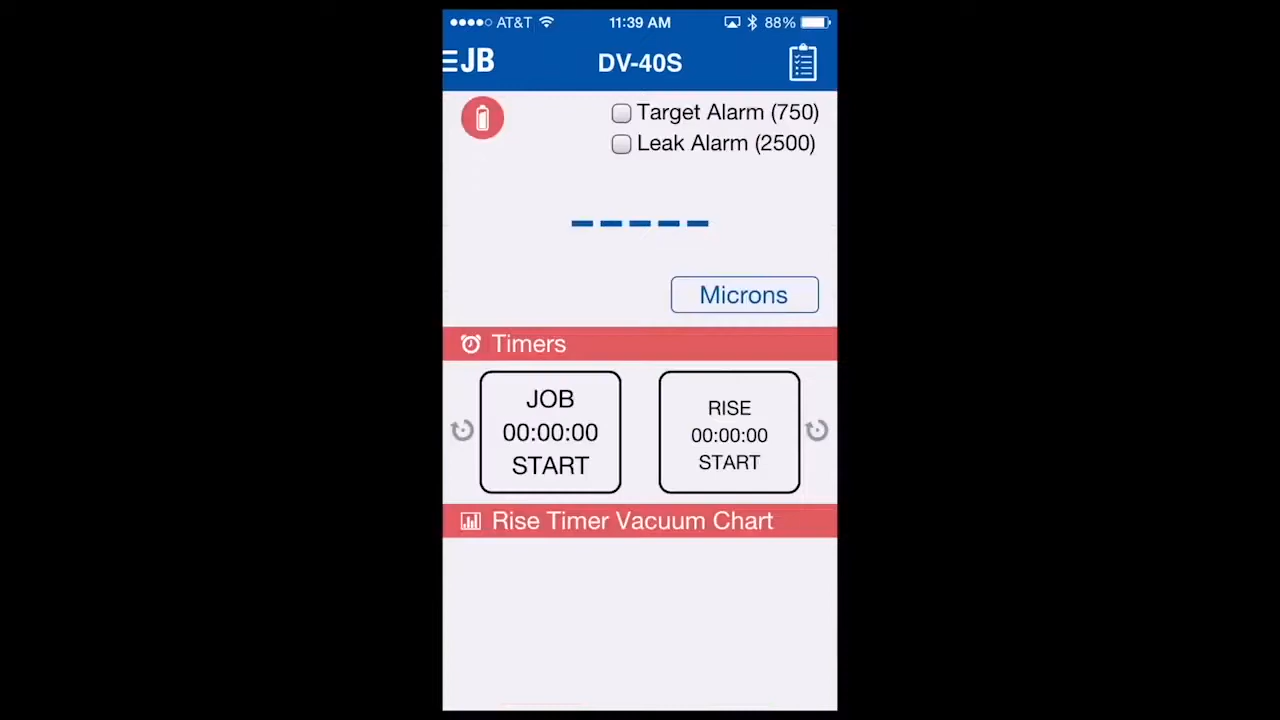 AT&T 11:39 AM 88%
JB DV-40S
Target Alarm (750)
Leak Alarm (2500)
-----
Microns
Timers
JOB
00:00:00
START
RISE
00:00:00
START
Rise Timer Vacuum Chart